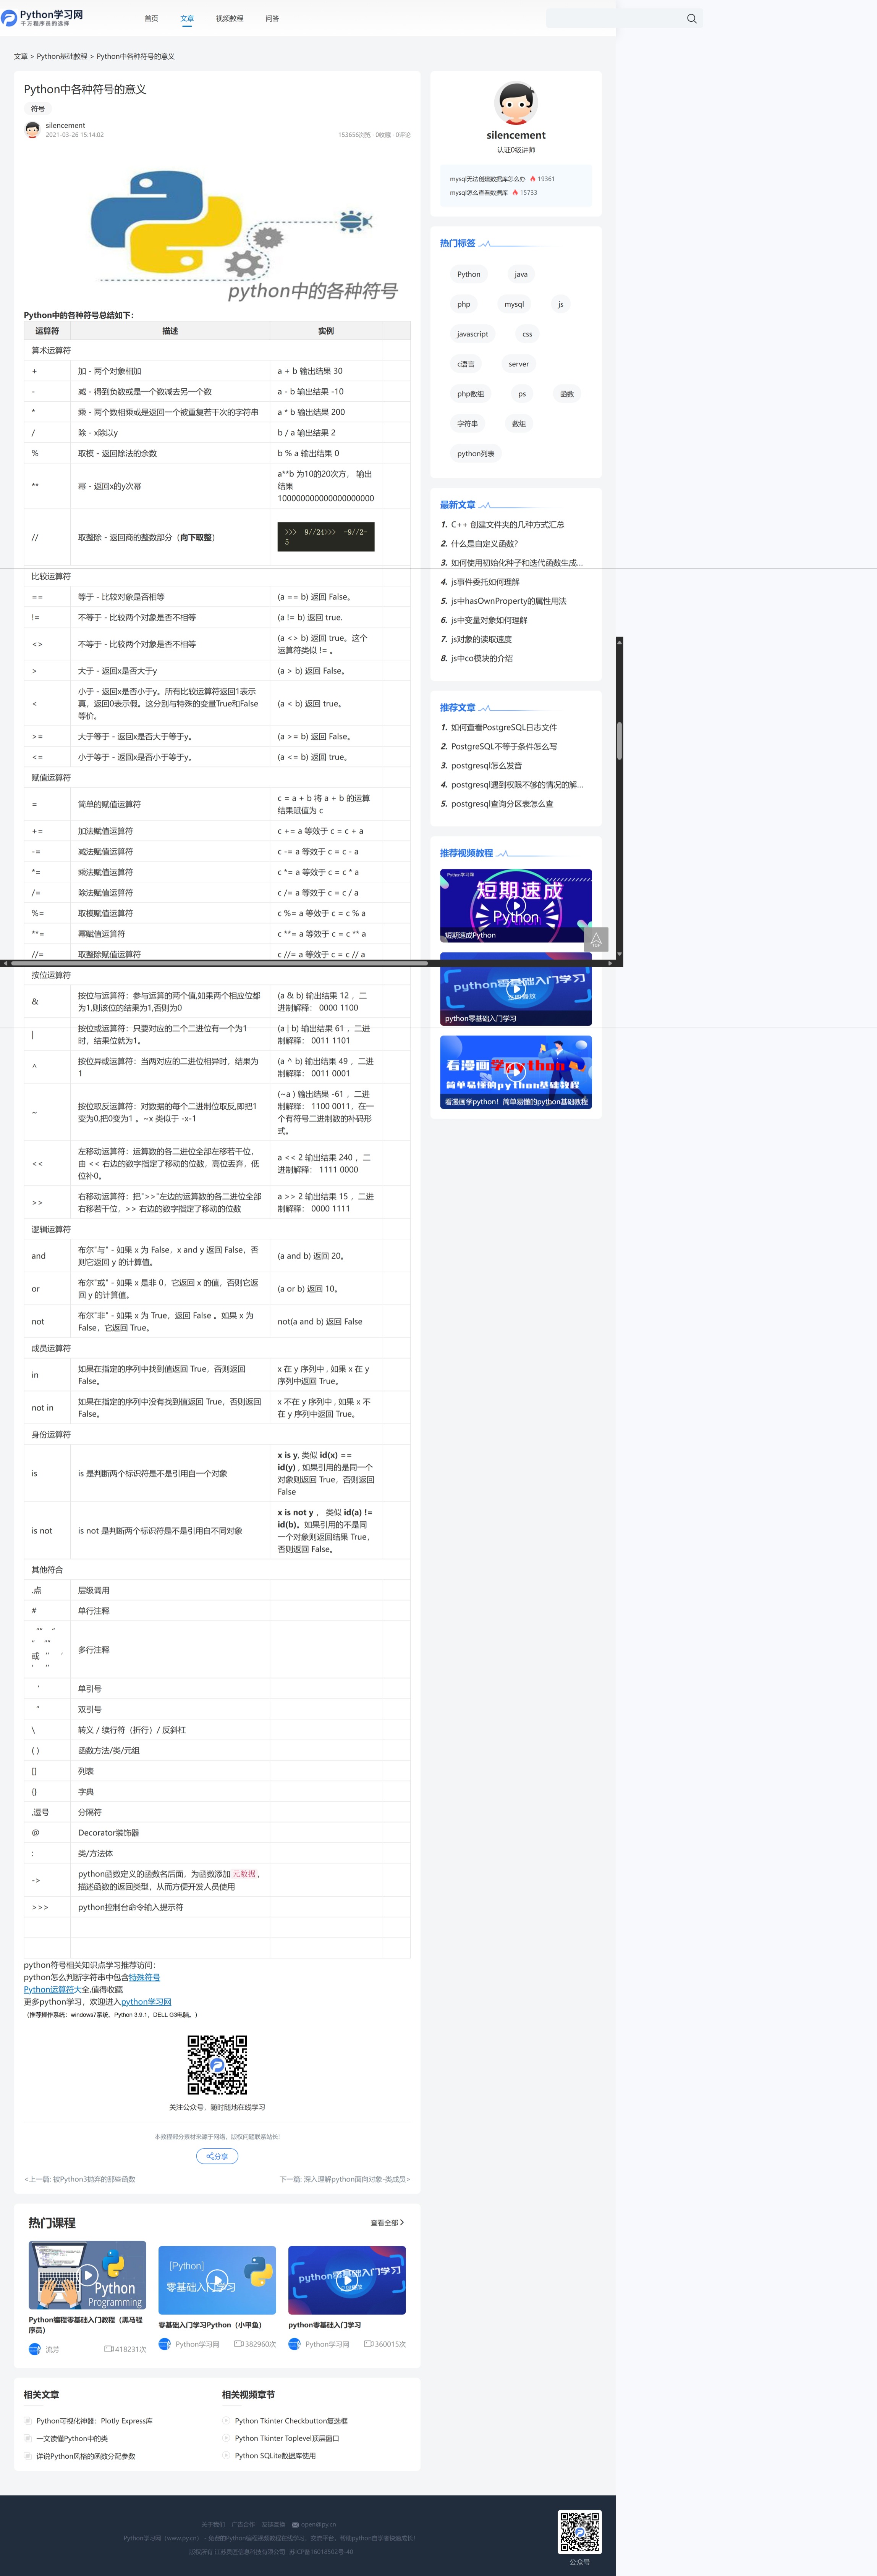 Python学习网
千万程序员的选择
首页 文章 视频教程 问答
文章 > Python基础教程 > Python中各种符号的意义
Python中各种符号的意义
符号
silencement
2021-03-26 15:14:02
153656浏览 · 0收藏 · 0评论
python中的各种符号
Python中的各种符号总结如下：
运算符 描述 实例
算术运算符
+ 加 - 两个对象相加 a + b 输出结果 30
- 减 - 得到负数或是一个数减去另一个数 a - b 输出结果 -10
* 乘 - 两个数相乘或是返回一个被重复若干次的字符串 a * b 输出结果 200
/ 除 - x除以y b / a 输出结果 2
% 取模 - 返回除法的余数 b % a 输出结果 0
** 幂 - 返回x的y次幂 a**b 为10的20次方， 输出
结果
100000000000000000000
// 取整除 - 返回商的整数部分（向下取整） >>> 9//24>>> -9//2-
5
比较运算符
== 等于 - 比较对象是否相等 (a == b) 返回 False。
!= 不等于 - 比较两个对象是否不相等 (a != b) 返回 true.
<> 不等于 - 比较两个对象是否不相等 (a <> b) 返回 true。这个
运算符类似 != 。
> 大于 - 返回x是否大于y (a > b) 返回 False。
< 小于 - 返回x是否小于y。所有比较运算符返回1表示
真，返回0表示假。这分别与特殊的变量True和False
等价。 (a < b) 返回 true。
>= 大于等于 - 返回x是否大于等于y。 (a >= b) 返回 False。
<= 小于等于 - 返回x是否小于等于y。 (a <= b) 返回 true。
赋值运算符
= 简单的赋值运算符 c = a + b 将 a + b 的运算
结果赋值为 c
+= 加法赋值运算符 c += a 等效于 c = c + a
-= 减法赋值运算符 c -= a 等效于 c = c - a
*= 乘法赋值运算符 c *= a 等效于 c = c * a
/= 除法赋值运算符 c /= a 等效于 c = c / a
%= 取模赋值运算符 c %= a 等效于 c = c % a
**= 幂赋值运算符 c **= a 等效于 c = c ** a
//= 取整除赋值运算符 c //= a 等效于 c = c // a
按位运算符
& 按位与运算符：参与运算的两个值,如果两个相应位都
为1,则该位的结果为1,否则为0 (a & b) 输出结果 12 ，二
进制解释： 0000 1100
| 按位或运算符：只要对应的二个二进位有一个为1
时，结果位就为1。 (a | b) 输出结果 61 ，二进
制解释： 0011 1101
^ 按位异或运算符：当两对应的二进位相异时，结果为
1 (a ^ b) 输出结果 49 ，二进
制解释： 0011 0001
~ 按位取反运算符：对数据的每个二进制位取反,即把1
变为0,把0变为1 。~x 类似于 -x-1 (~a ) 输出结果 -61 ，二进
制解释： 1100 0011，在一
个有符号二进制数的补码形
式。
<< 左移动运算符：运算数的各二进位全部左移若干位，
由 << 右边的数字指定了移动的位数，高位丢弃，低
位补0。 a << 2 输出结果 240 ，二
进制解释： 1111 0000
>> 右移动运算符：把">>"左边的运算数的各二进位全部
右移若干位，>> 右边的数字指定了移动的位数 a >> 2 输出结果 15 ，二进
制解释： 0000 1111
逻辑运算符
and 布尔"与" - 如果 x 为 False，x and y 返回 False，否
则它返回 y 的计算值。 (a and b) 返回 20。
or 布尔"或" - 如果 x 是非 0，它返回 x 的值，否则它返
回 y 的计算值。 (a or b) 返回 10。
not 布尔"非" - 如果 x 为 True，返回 False 。如果 x 为
False，它返回 True。 not(a and b) 返回 False
成员运算符
in 如果在指定的序列中找到值返回 True，否则返回
False。 x 在 y 序列中 , 如果 x 在 y
序列中返回 True。
not in 如果在指定的序列中没有找到值返回 True，否则返回
False。 x 不在 y 序列中 , 如果 x 不
在 y 序列中返回 True。
身份运算符
is is 是判断两个标识符是不是引用自一个对象 x is y, 类似 id(x) ==
id(y) , 如果引用的是同一个
对象则返回 True，否则返回
False
is not is not 是判断两个标识符是不是引用自不同对象 x is not y ， 类似 id(a) !=
id(b)。如果引用的不是同
一个对象则返回结果 True，
否则返回 False。
其他符合
.点 层级调用
# 单行注释
"" "
" ""
或 '' '
' '' 多行注释
' 单引号
" 双引号
\ 转义 / 续行符（折行）/ 反斜杠
( ) 函数方法/类/元组
[] 列表
{} 字典
,逗号 分隔符
@ Decorator装饰器
: 类/方法体
-> python函数定义的函数名后面，为函数添加 元数据 ,
描述函数的返回类型，从而方便开发人员使用
>>> python控制台命令输入提示符
python符号相关知识点学习推荐访问：
python怎么判断字符串中包含特殊符号
Python运算符大全,值得收藏
更多python学习，欢迎进入python学习网
（推荐操作系统：windows7系统，Python 3.9.1，DELL G3电脑。）
关注公众号，随时随地在线学习
本教程部分素材来源于网络，版权问题联系站长!
分享
<上一篇: 被Python3抛弃的部份函数
下一篇: 深入理解python面向对象-类成员>
热门课程
查看全部
Python
Programming
Python编程零基础入门教程（黑马程
序员）
流芳 418231次
[Python]
零基础入门学习
零基础入门学习Python（小甲鱼）
Python学习网 382960次
python零基础入门学习
立即播放
python零基础入门学习
Python学习网 360015次
相关文章
Python可视化神器：Plotly Express库
一文读懂Python中的类
详说Python风格的函数分配参数
相关视频章节
Python Tkinter Checkbutton复选框
Python Tkinter Toplevel顶层窗口
Python SQLite数据库使用
silencement
认证0级讲师
mysql无法创建数据库怎么办 19361
mysql怎么查看数据库 15733
热门标签
Python java
php mysql js
javascript css
c语言 server
php数组 ps 函数
字符串 数组
python列表
最新文章
1. C++ 创建文件夹的几种方式汇总
2. 什么是自定义函数?
3. 如何使用初始化种子和迭代函数生成...
4. js事件委托如何理解
5. js中hasOwnProperty的属性用法
6. js中变量对象如何理解
7. js对象的读取速度
8. js中co模块的介绍
推荐文章
1. 如何查看PostgreSQL日志文件
2. PostgreSQL不等于条件怎么写
3. postgresql怎么发音
4. postgresql遇到权限不够的情况的解...
5. postgresql查询分区表怎么查
推荐视频教程
Python学习网
短期速成
Python
短期速成Python
python零基础入门学习
立即播放
python零基础入门学习
看漫画学python
简单易懂的python基础教程
看漫画学python！简单易懂的python基础教程
关于我们 广告合作 友链互换 open@py.cn
公众号